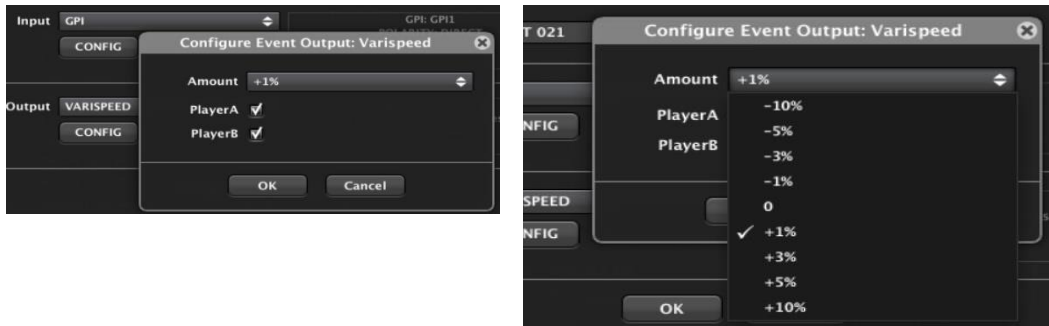 Input GPI
GPI: GPI1
POLARITY: DIRECT
CONFIG
Configure Event Output: Varispeed
Amount +1%
Output VARISPEED
PlayerA
CONFIG
PlayerB
OK Cancel
T 021
Configure Event Output: Varispeed
Amount +1%
-10%
PlayerA
-5%
NFIG
PlayerB
-3%
-1%
SPEED
0
NFIG
+1%
+3%
+5%
OK
+10%